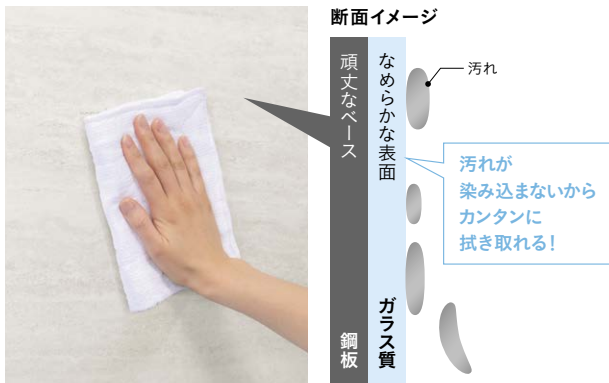 断面イメージ
頑丈なベース
鋼板
なめらかな表面
ガラス質
汚れ
汚れが
染み込まないから
カンタンに
拭き取れる!